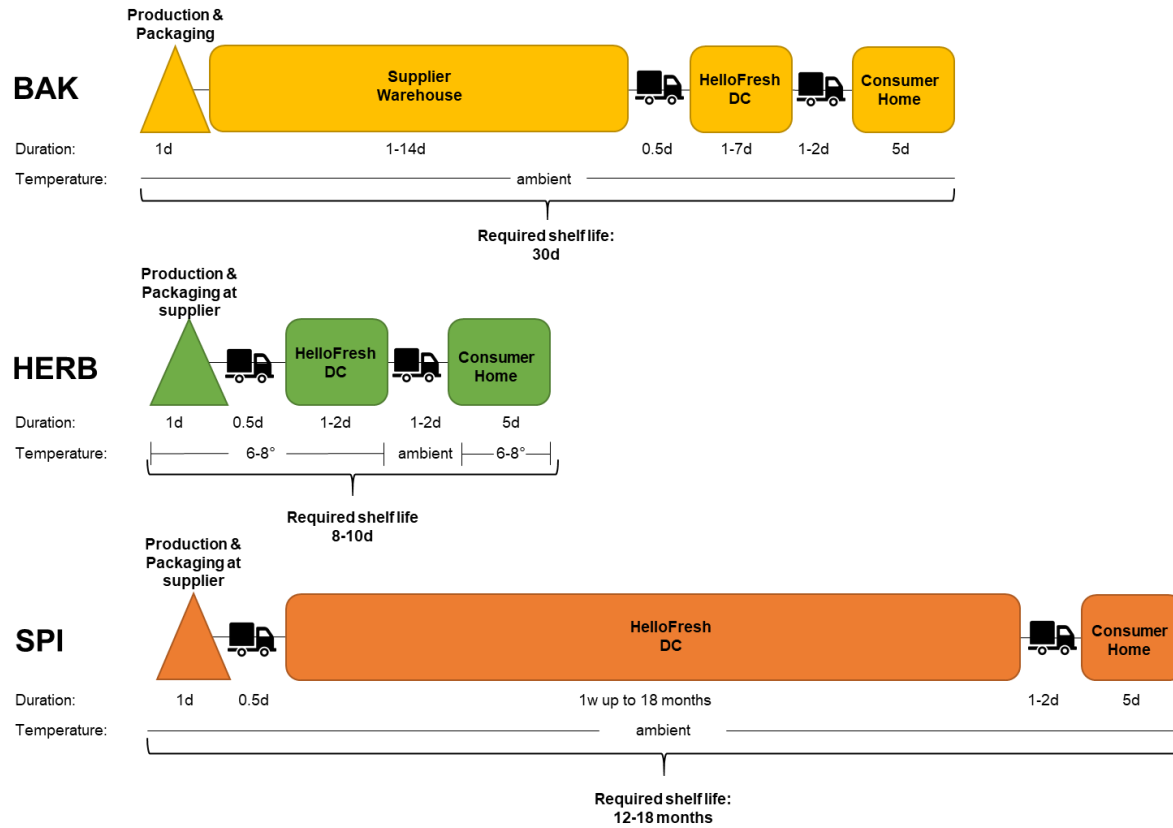 Production &
Packaging
BAK
Supplier
Warehouse
HelloFresh
DC
Consumer
Home
Duration:
1d
1-14d
0.5d
1-7d
1-2d
5d
Temperature:
ambient
Required shelf life:
30d
Production &
Packaging at
supplier
HERB
HelloFresh
DC
Consumer
Home
Duration:
1d
0.5d
1-2d
1-2d
5d
Temperature:
6-8°
ambient
6-8°
Required shelf life
8-10d
Production &
Packaging at
supplier
SPI
HelloFresh
DC
Consumer
Home
Duration:
1d
0.5d
1w up to 18 months
1-2d
5d
Temperature:
ambient
Required shelf life:
12-18 months